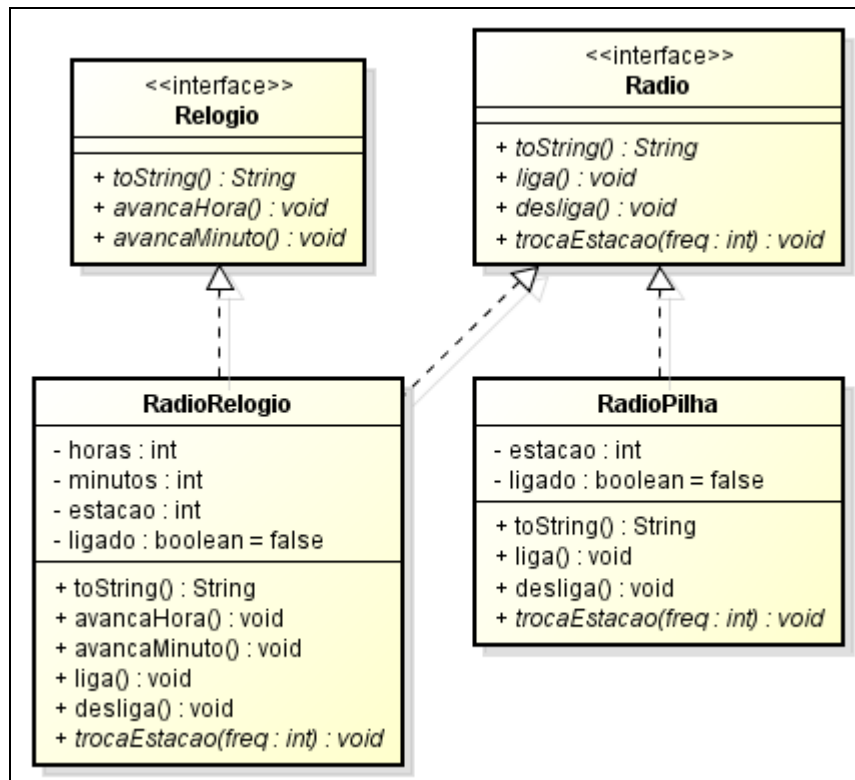 <<interface>>
Relogio
+ toString() : String
+ avancaHora() : void
+ avancaMinuto() : void
<<interface>>
Radio
+ toString() : String
+ liga() : void
+ desliga() : void
+ trocaEstacao(freq : int) : void
RadioRelogio
- horas : int
- minutos : int
- estacao : int
- ligado : boolean = false
+ toString() : String
+ avancaHora() : void
+ avancaMinuto() : void
+ liga() : void
+ desliga() : void
+ trocaEstacao(freq : int) : void
RadioPilha
- estacao : int
- ligado : boolean = false
+ toString() : String
+ liga() : void
+ desliga() : void
+ trocaEstacao(freq : int) : void